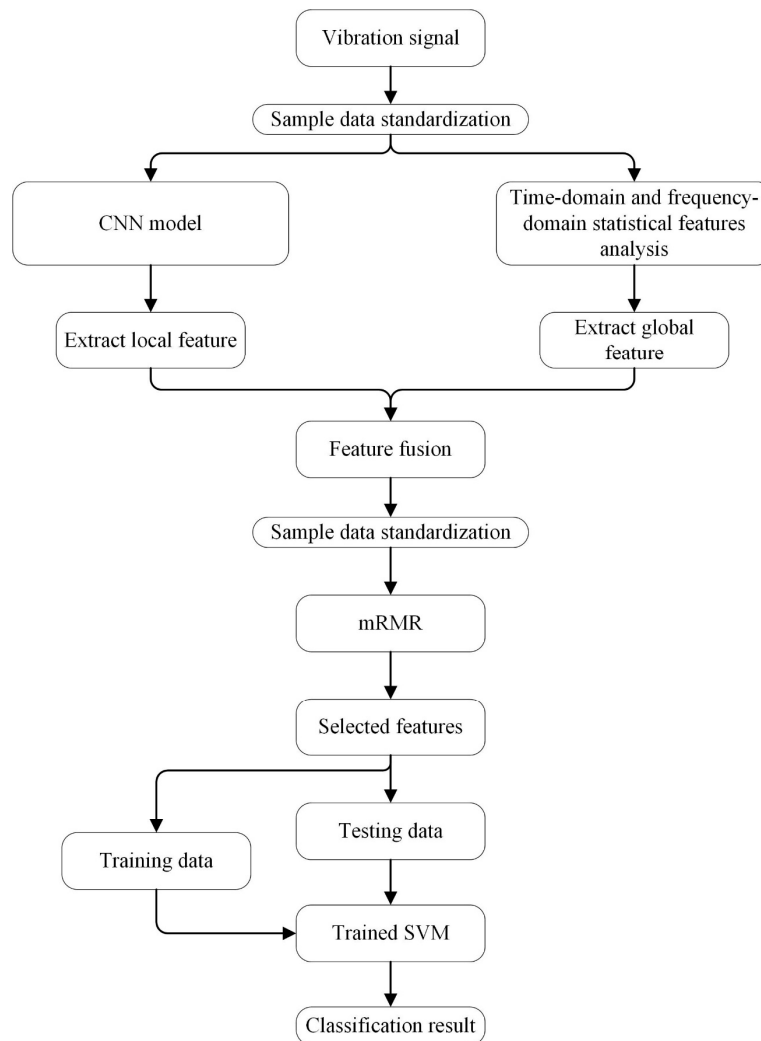 Vibration signal
Sample data standardization
CNN model
Time-domain and frequency-
domain statistical features
analysis
Extract local feature
Extract global
feature
Feature fusion
Sample data standardization
mRMR
Selected features
Testing data
Training data
Trained SVM
Classification result